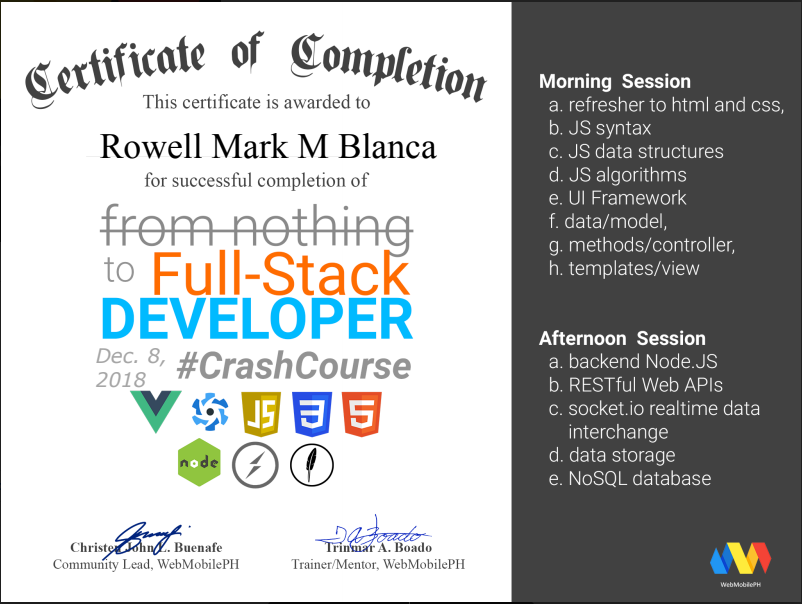 Certificate of Completion
This certificate is awarded to
Rowell Mark M Blanca
for successful completion of
from nothing
to Full-Stack
DEVELOPER
Dec. 8,
2018
#CrashCourse
JS
3
5
node
Christen John L. Buenafe
Community Lead, WebMobilePH
Trinmar A. Boado
Trainer/Mentor, WebMobilePH
Morning Session
a. refresher to html and css,
b. JS syntax
c. JS data structures
d. JS algorithms
e. UI Framework
f. data/model,
g. methods/controller,
h. templates/view
Afternoon Session
a. backend Node.JS
b. RESTful Web APIs
c. socket.io realtime data
interchange
d. data storage
e. NoSQL database
WebMobilePH